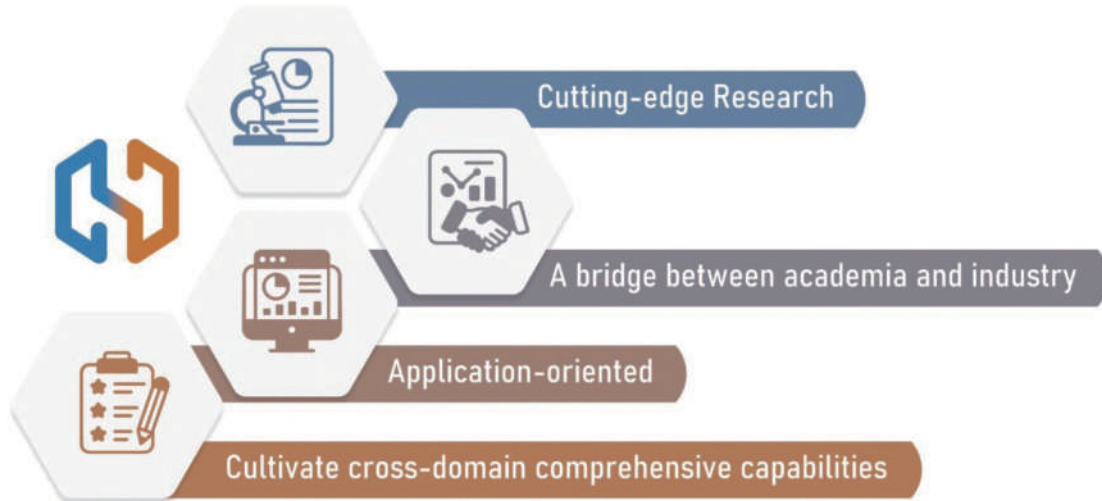 Cutting-edge Research
A bridge between academia and industry
Application-oriented
Cultivate cross-domain comprehensive capabilities